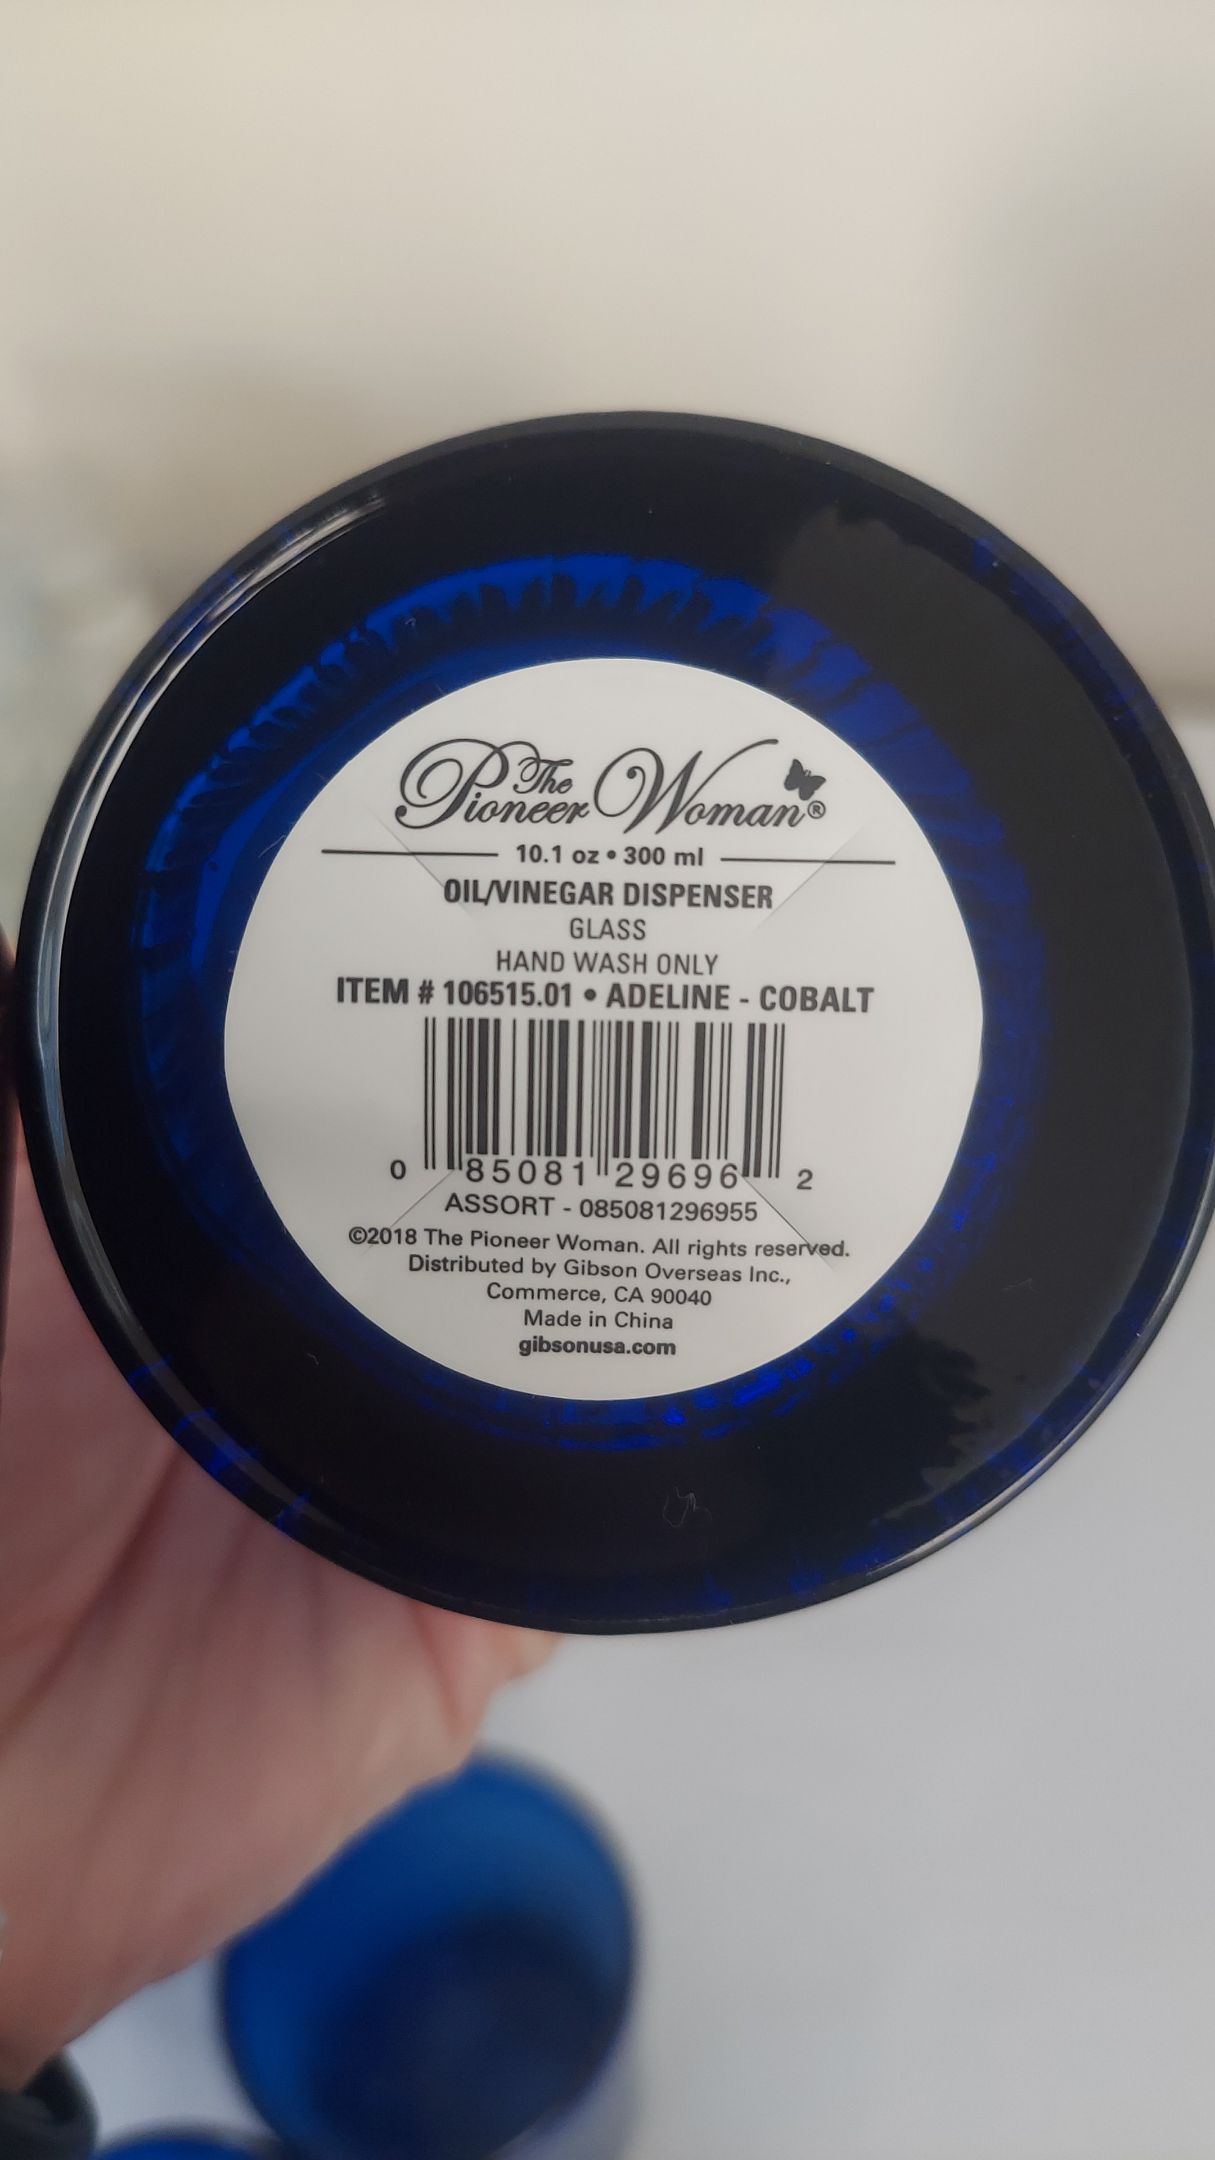 The Pioneer Woman®
10.1 oz • 300 ml
OIL/VINEGAR DISPENSER
GLASS
HAND WASH ONLY
ITEM # 106515.01 • ADELINE - COBALT
0 85081 29696 2
ASSORT - 085081296955
©2018 The Pioneer Woman. All rights reserved.
Distributed by Gibson Overseas Inc.,
Commerce, CA 90040
Made in China
gibsonusa.com